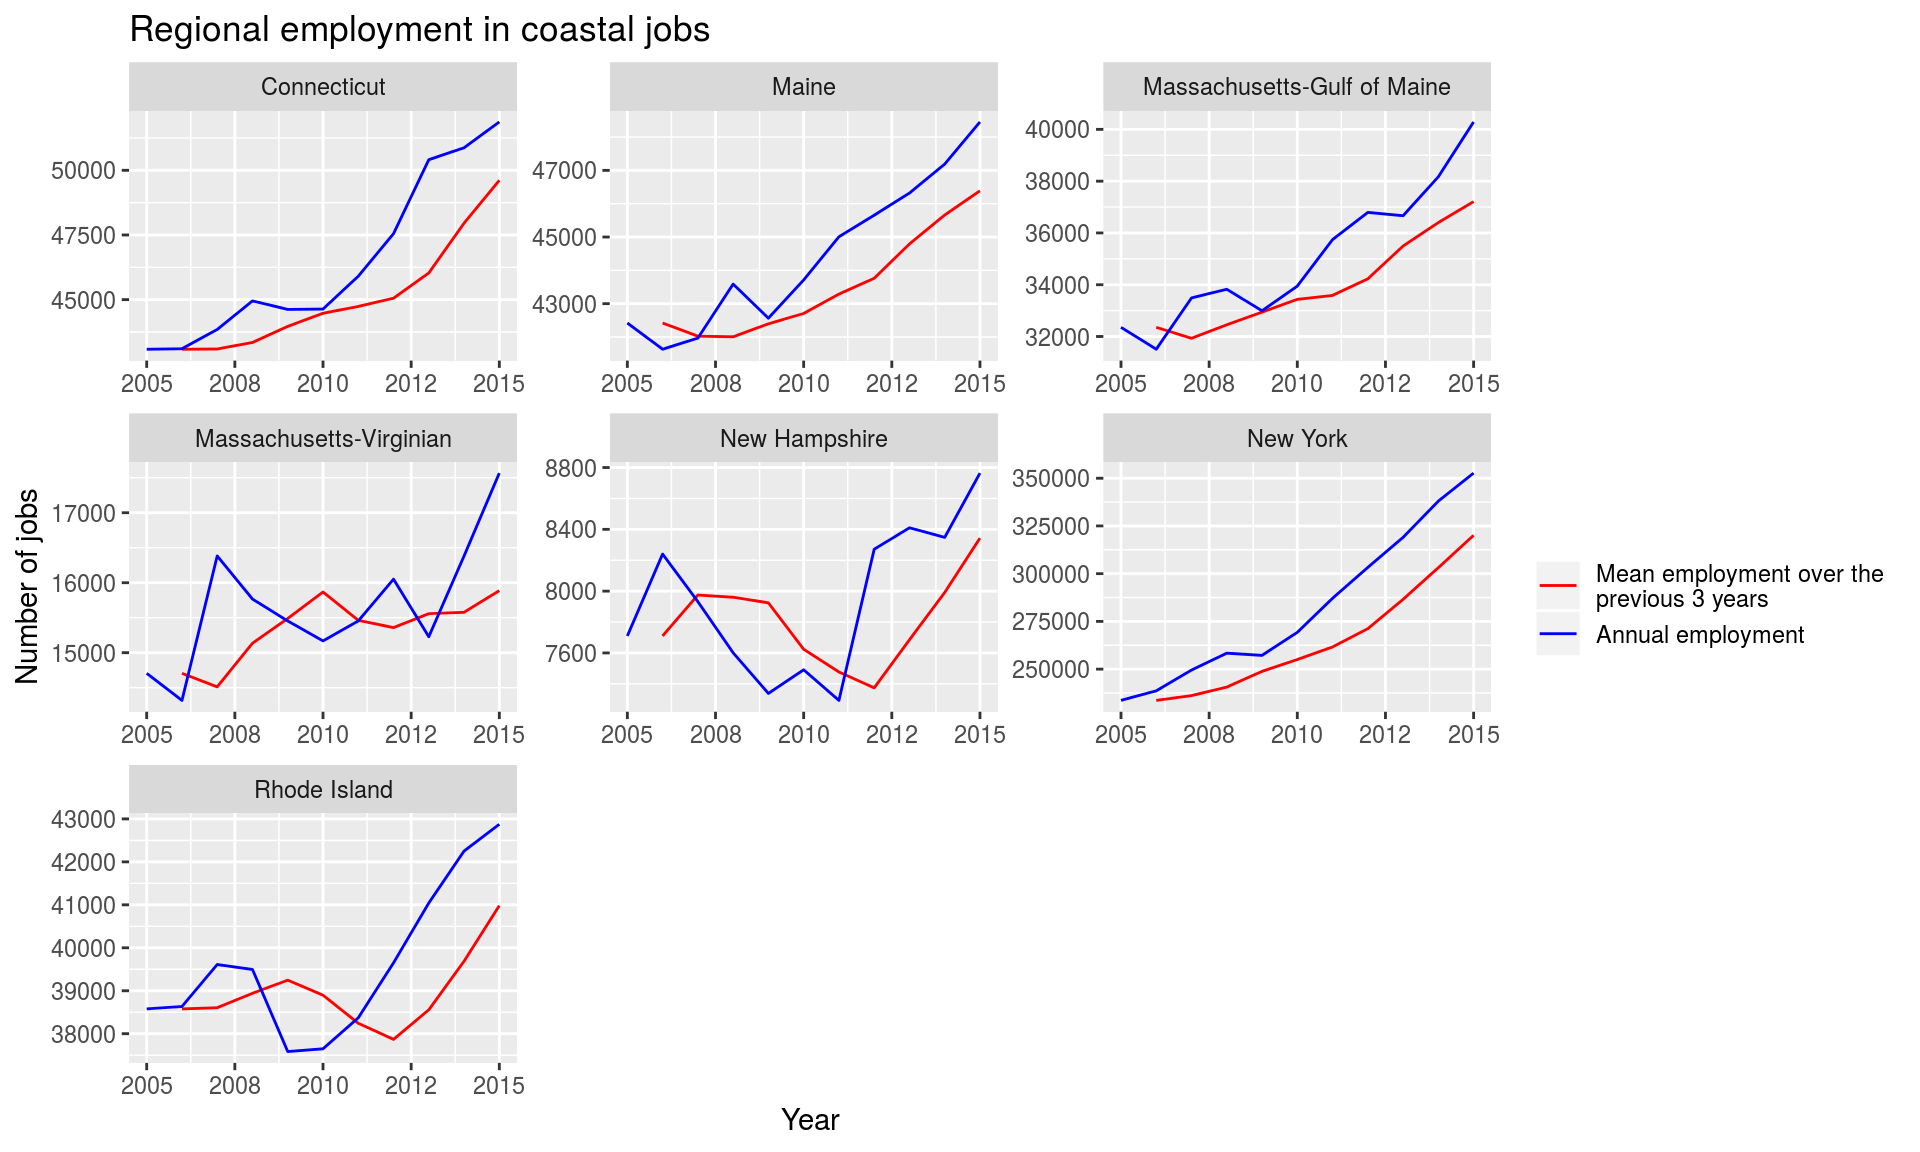 Regional employment in coastal jobs
Connecticut
50000
47500
45000
2005 2008 2010 2012 2015
Maine
47000
45000
43000
2005 2008 2010 2012 2015
Massachusetts-Gulf of Maine
40000
38000
36000
34000
32000
2005 2008 2010 2012 2015
Massachusetts-Virginian
17000
16000
15000
2005 2008 2010 2012 2015
New Hampshire
8800
8400
8000
7600
2005 2008 2010 2012 2015
New York
350000
325000
300000
275000
250000
2005 2008 2010 2012 2015
Rhode Island
43000
42000
41000
40000
39000
38000
2005 2008 2010 2012 2015
Number of jobs
Year
Mean employment over the
previous 3 years
Annual employment